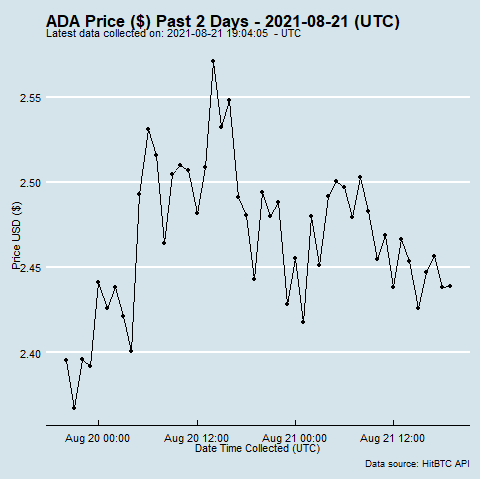 ADA Price ($) Past 2 Days - 2021-08-21 (UTC)
Latest data collected on: 2021-08-21 19:04:05 - UTC
2.55
2.50
2.45
2.40
Price USD ($)
Aug 20 00:00
Aug 20 12:00
Aug 21 00:00
Aug 21 12:00
Date Time Collected (UTC)
Data source: HitBTC API